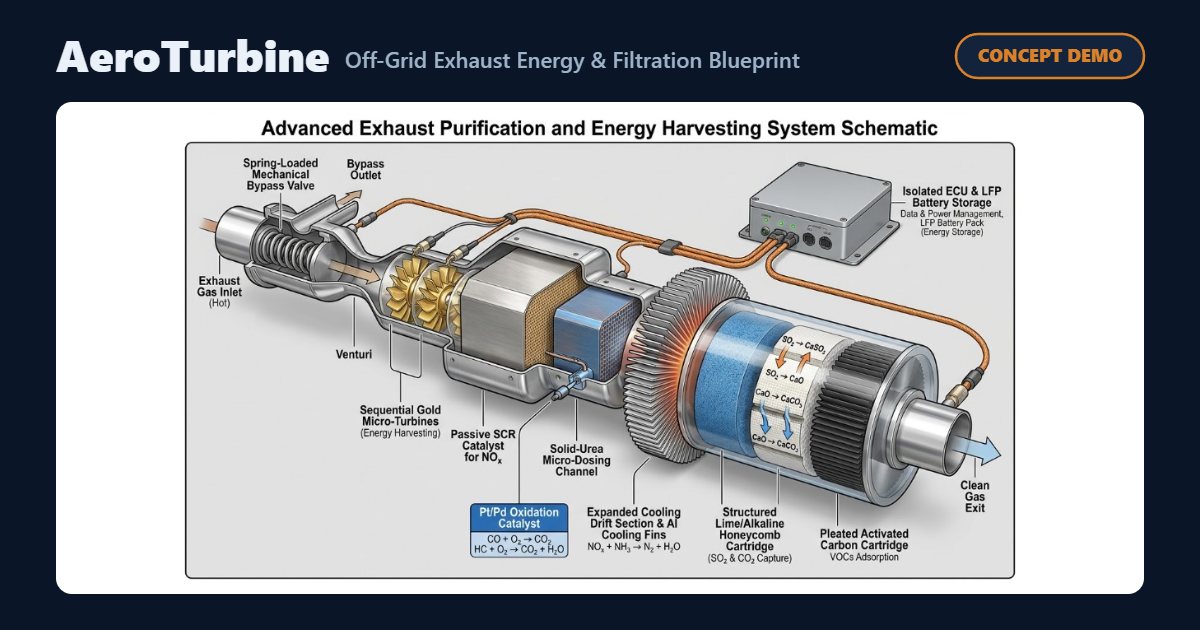 AeroTurbine Off-Grid Exhaust Energy & Filtration Blueprint
CONCEPT DEMO
Advanced Exhaust Purification and Energy Harvesting System Schematic
Spring-Loaded
Mechanical
Bypass Valve
Bypass
Outlet
Isolated ECU & LFP
Battery Storage
Data & Power Management,
LFP Battery Pack
(Energy Storage)
Exhaust
Gas Inlet
(Hot)
Venturi
Sequential Gold
Micro-Turbines
(Energy Harvesting)
Passive SCR
Catalyst
for NOₓ
Solid-Urea
Micro-Dosing
Channel
SO₂ → CaSO₃
SO₂ → CaO
CaO → CaCO₃
CaO → CaCO₃
Clean
Gas
Exit
Pt/Pd Oxidation
Catalyst
CO + O₂ → CO₂
HC + O₂ → CO₂ + H₂O
Expanded Cooling
Drift Section & Al
Cooling Fins
NOₓ + NH₃ → N₂ + H₂O
Structured
Lime/Alkaline
Honeycomb
Cartridge
(SO₂ & CO₂ Capture)
Pleated Activated
Carbon Cartridge
VOCs Adsorption